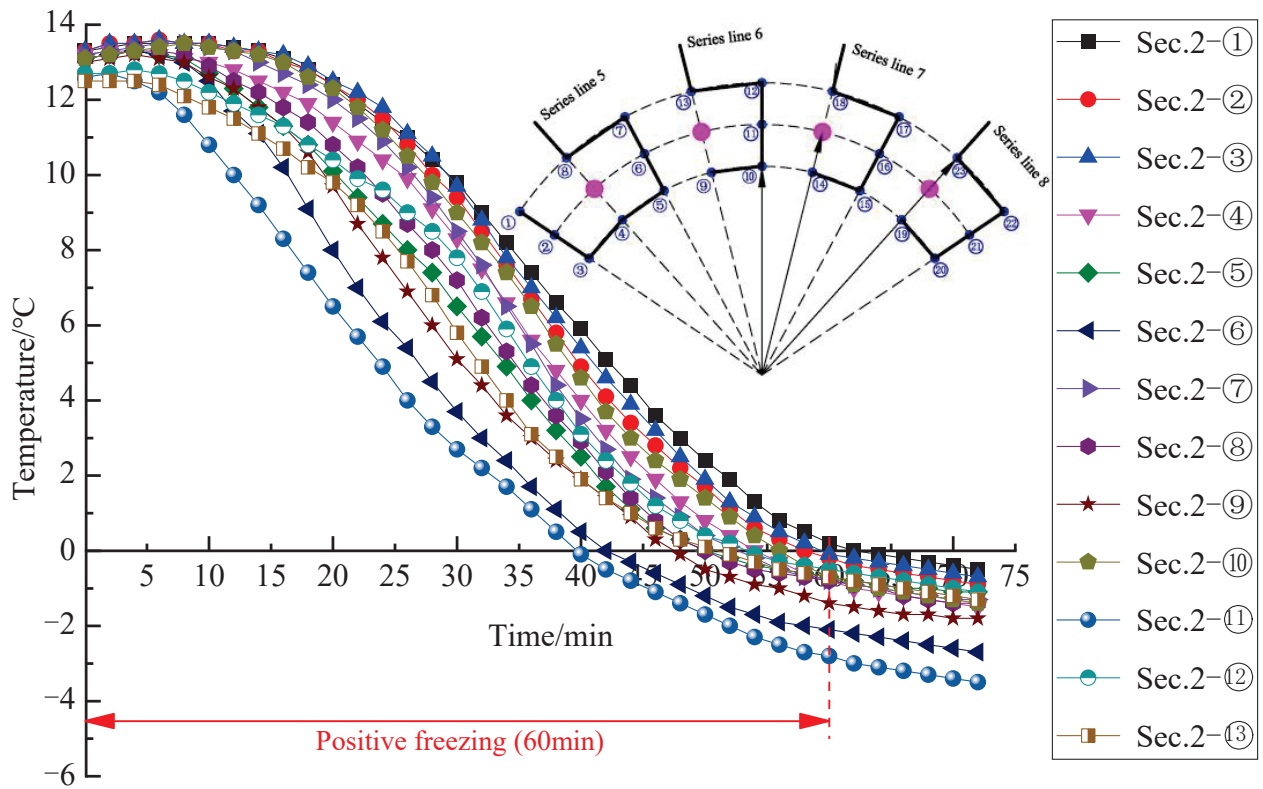 14
12
10
8
6
4
2
0
−2
−4
−6
Temperature/°C
5
10
15
20
25
30
35
40
45
50
55
60
65
70
75
Time/min
Positive freezing (60min)
Series line 5
Series line 6
Series line 7
Series line 8
①
②
③
④
⑤
⑥
⑦
⑧
⑨
⑩
⑪
⑫
⑬
⑭
⑮
⑯
⑰
⑱
⑲
⑳
㉑
㉒
㉓
Sec.2-①
Sec.2-②
Sec.2-③
Sec.2-④
Sec.2-⑤
Sec.2-⑥
Sec.2-⑦
Sec.2-⑧
Sec.2-⑨
Sec.2-⑩
Sec.2-⑪
Sec.2-⑫
Sec.2-⑬